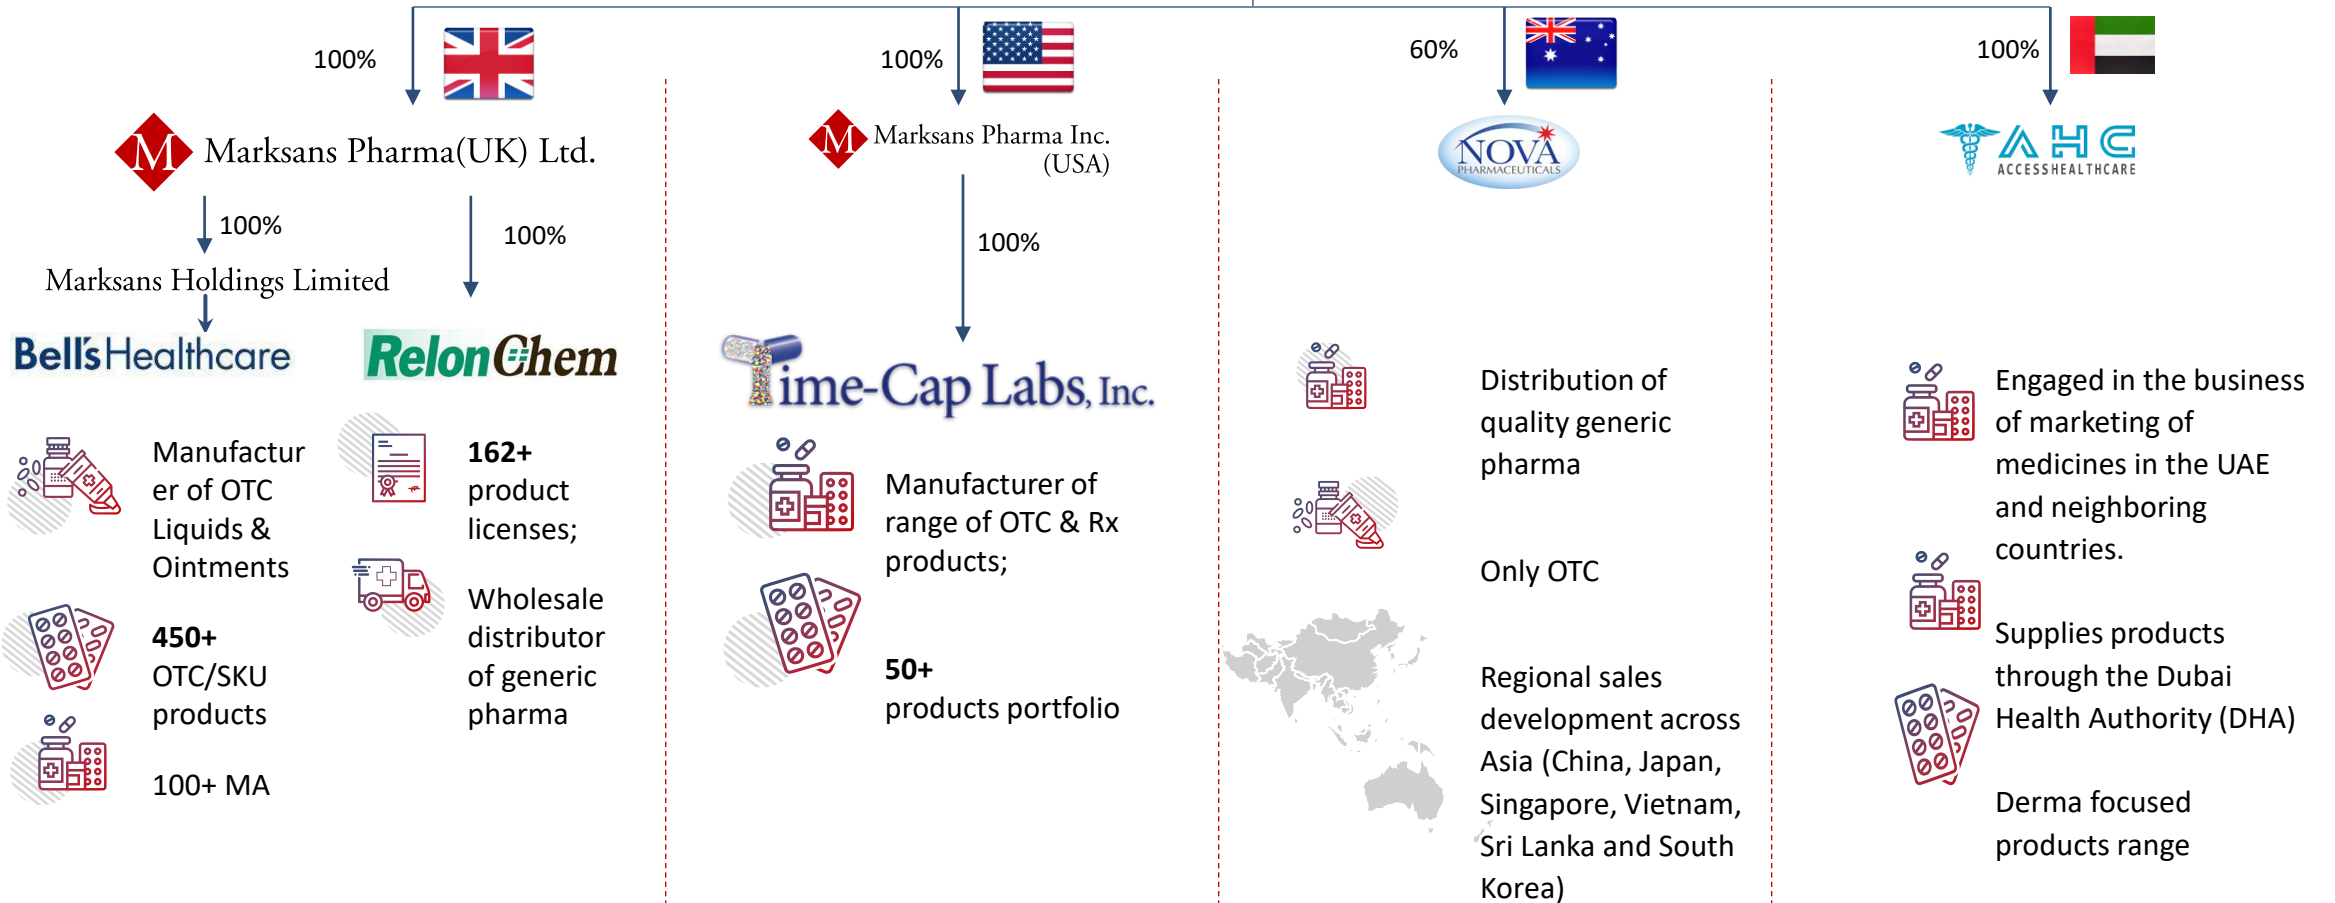 100%
Marksans Pharma(UK) Ltd.
100%
Marksans Holdings Limited
100%
Bell's Healthcare
Manufactur
er of OTC
Liquids &
Ointments
450+
OTC/SKU
products
100+ MA
RelonChem
162+
product
licenses;
Wholesale
distributor
of generic
pharma
100%
Marksans Pharma Inc.
(USA)
100%
Time-Cap Labs, Inc.
Manufacturer of
range of OTC & Rx
products;
50+
products portfolio
60%
NOVA
PHARMACEUTICALS
Distribution of
quality generic
pharma
Only OTC
Regional sales
development across
Asia (China, Japan,
Singapore, Vietnam,
Sri Lanka and South
Korea)
100%
AHC
ACCESSHEALTHCARE
Engaged in the business
of marketing of
medicines in the UAE
and neighboring
countries.
Supplies products
through the Dubai
Health Authority (DHA)
Derma focused
products range